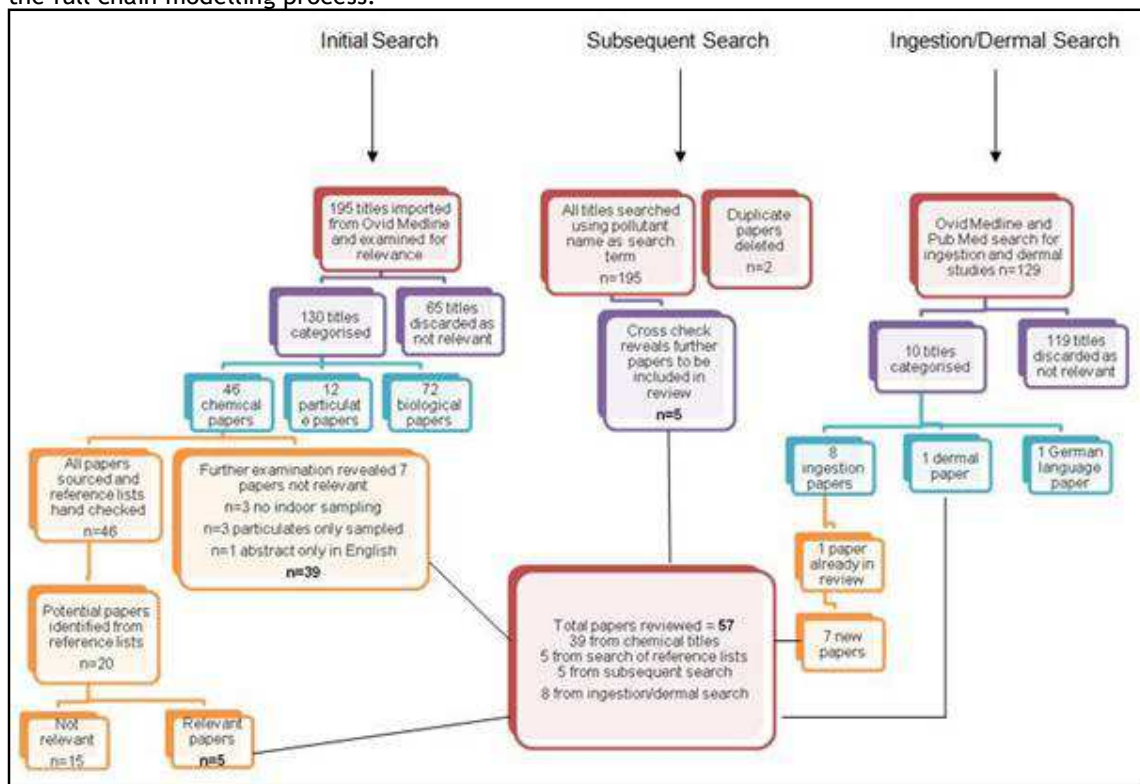 the full chain modelling process.
Initial Search
Subsequent Search
Ingestion/Dermal Search
195 titles imported
from Ovid Medline
and examined for
relevance
All titles searched
using pollutant
name as search
term
n=195
Duplicate
papers
deleted
n=2
Ovid Medline and
Pub Med search for
ingestion and dermal
studies n=129
130 titles
categorised
65 titles
discarded as
not relevant
Cross check
reveals further
papers to be
included in
review
n=5
10 titles
categorised
119 titles
discarded as
not relevant
46
chemical
papers
12
particulat
e papers
72
biological
papers
8
ingestion
papers
1 dermal
paper
1 German
language
paper
All papers
sourced and
reference lists
hand checked
n=46
Further examination revealed 7
papers not relevant
n=3 no indoor sampling
n=3 particulates only sampled
n=1 abstract only in English
n=39
1 paper
already in
review
Potential papers
identified from
reference lists
n=20
Total papers reviewed = 57
39 from chemical titles
5 from search of reference lists
5 from subsequent search
8 from ingestion/dermal search
7 new
papers
Not
relevant
n=15
Relevant
papers
n=5